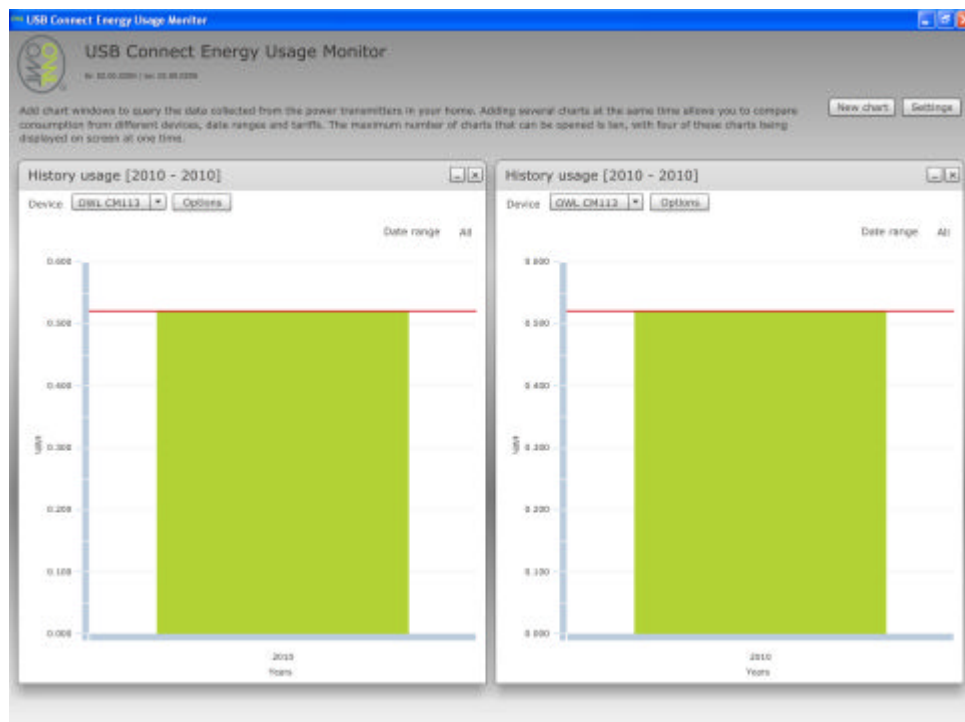 USB Connect Energy Usage Monitor
USB Connect Energy Usage Monitor
Add chart windows to query the data collected from the power transmitters in your home. Adding several charts at the same time allows you to compare
consumption from different devices, date ranges and tariffs. The maximum number of charts that can be opened is ten, with four of these charts being
displayed on screen at one time.
New chart
Settings
History usage [2010 - 2010]
Device OWL CM113 Options
Date range All
0.600
0.500
0.400
0.300
0.200
0.100
0.000
kWh
2010
Years
History usage [2010 - 2010]
Device OWL CM113 Options
Date range All
0.600
0.500
0.400
0.300
0.200
0.100
0.000
kWh
2010
Years